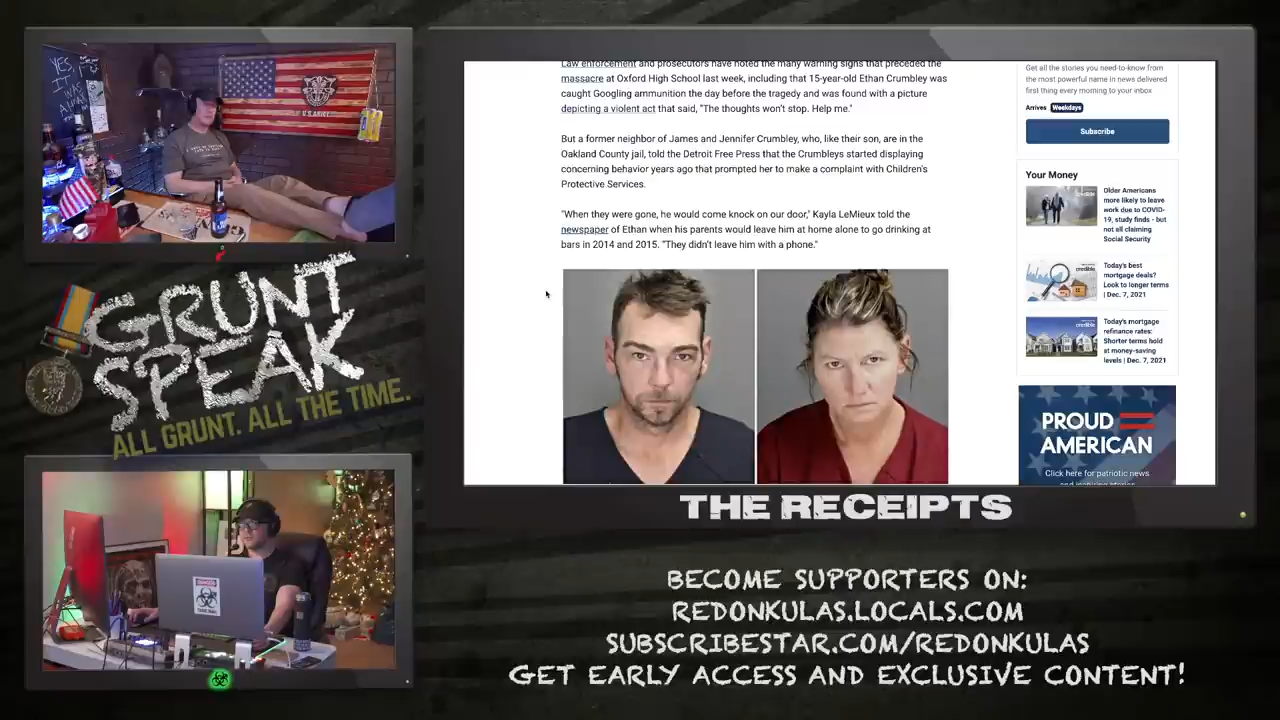 YES,
IT'S
U.S. ARMY
GRUNT
SPEAK
ALL GRUNT. ALL THE TIME.
Law enforcement and prosecutors have noted the many warning signs that preceded the
massacre at Oxford High School last week, including that 15-year-old Ethan Crumbley was
caught Googling ammunition the day before the tragedy and was found with a picture
depicting a violent act that said, "The thoughts won't stop. Help me."
But a former neighbor of James and Jennifer Crumbley, who, like their son, are in the
Oakland County jail, told the Detroit Free Press that the Crumbleys started displaying
concerning behavior years ago that prompted her to make a complaint with Children's
Protective Services.
"When they were gone, he would come knock on our door," Kayla LeMieux told the
newspaper of Ethan when his parents would leave him at home alone to go drinking at
bars in 2014 and 2015. "They didn't leave him with a phone."
Get all the stories you need-to-know from
the most powerful name in news delivered
first thing every morning to your inbox
Arrives Weekdays
Subscribe
Your Money
Older Americans
more likely to leave
work due to COVID-
19, study finds - but
not all claiming
Social Security
Today's best
mortgage deals?
Look to longer terms
| Dec. 7, 2021
Today's mortgage
refinance rates:
Shorter terms hold
at money-saving
levels | Dec. 7, 2021
PROUD
AMERICAN
Click here for patriotic news
and inspiring stories
THE RECEIPTS
BECOME SUPPORTERS ON:
REDONKULAS.LOCALS.COM
SUBSCRIBESTAR.COM/REDONKULAS
GET EARLY ACCESS AND EXCLUSIVE CONTENT!